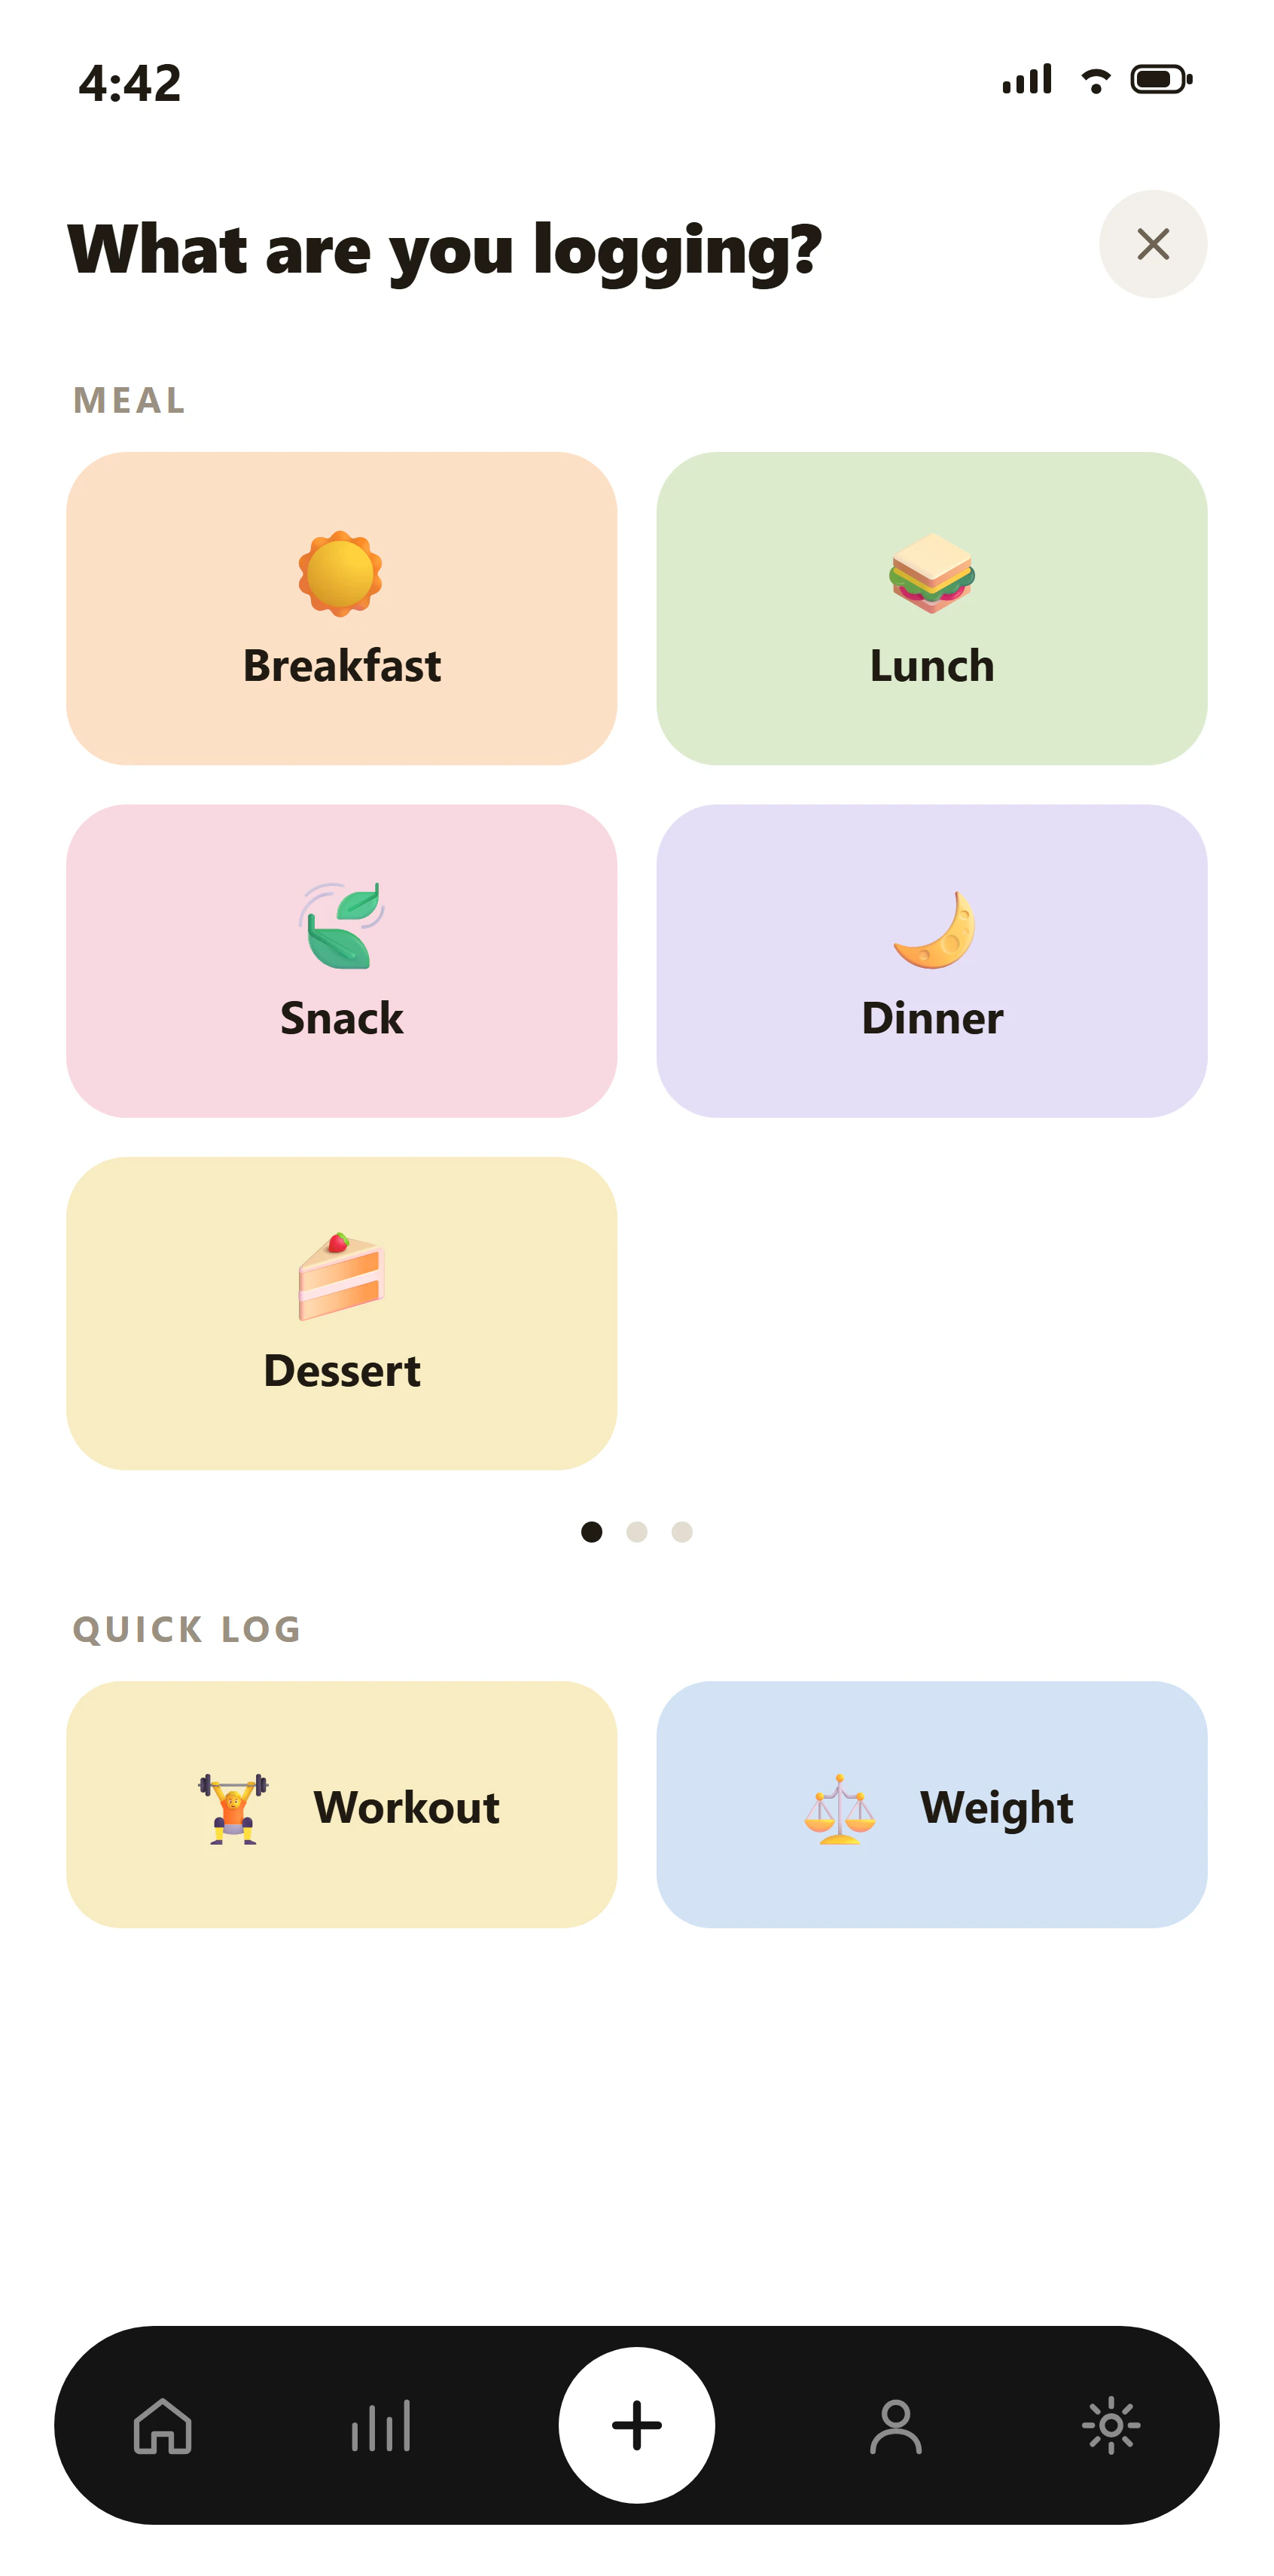 4:42
What are you logging?
MEAL
Breakfast
Lunch
Snack
Dinner
Dessert
QUICK LOG
Workout
Weight